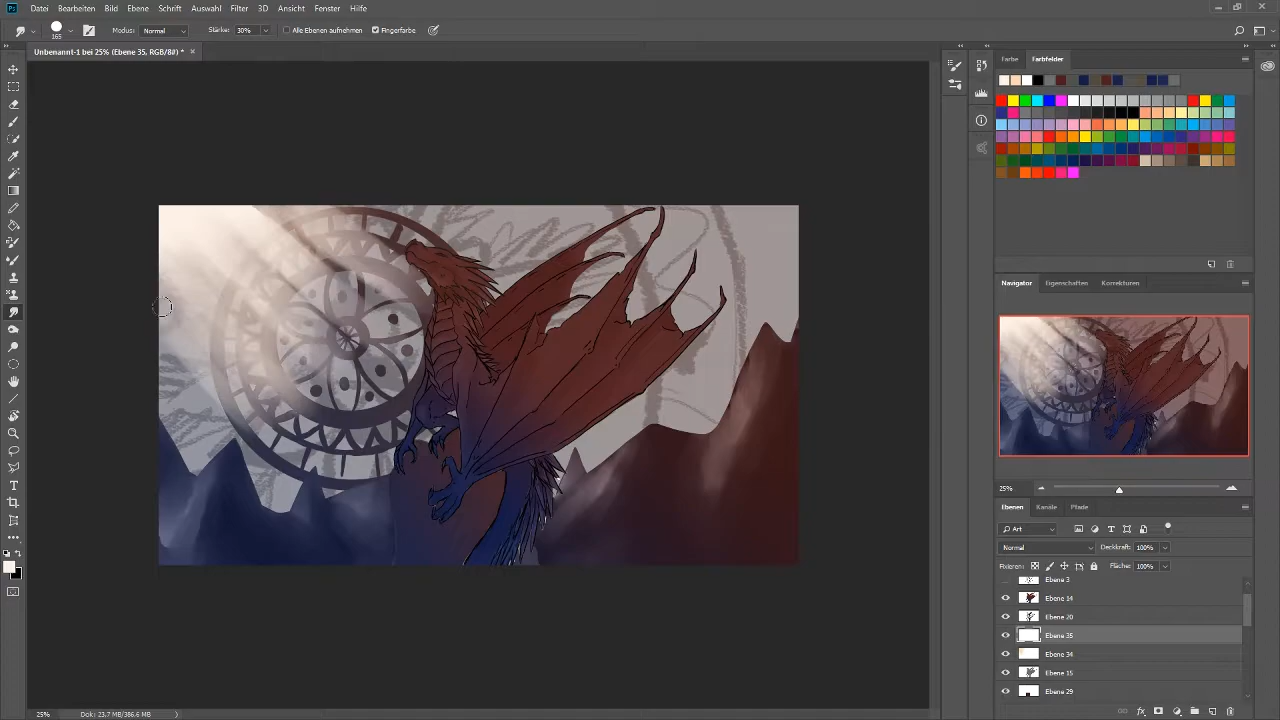 Ps Datei Bearbeiten Bild Ebene Schrift Auswahl Filter 3D Ansicht Fenster Hilfe
165 Modus: Normal Stärke: 30% Alle Ebenen aufnehmen Fingerfarbe
Unbenannt-1 bei 25% (Ebene 35, RGB/8#) *
Farbe Farbfelder
Navigator Eigenschaften Korrekturen
25%
Ebenen Kanäle Pfade
Art
Normal Deckkraft: 100%
Fixieren: Fläche: 100%
Ebene 3
Ebene 14
Ebene 20
Ebene 35
Ebene 34
Ebene 15
Ebene 29
25% Dok: 23,7 MB/386,6 MB